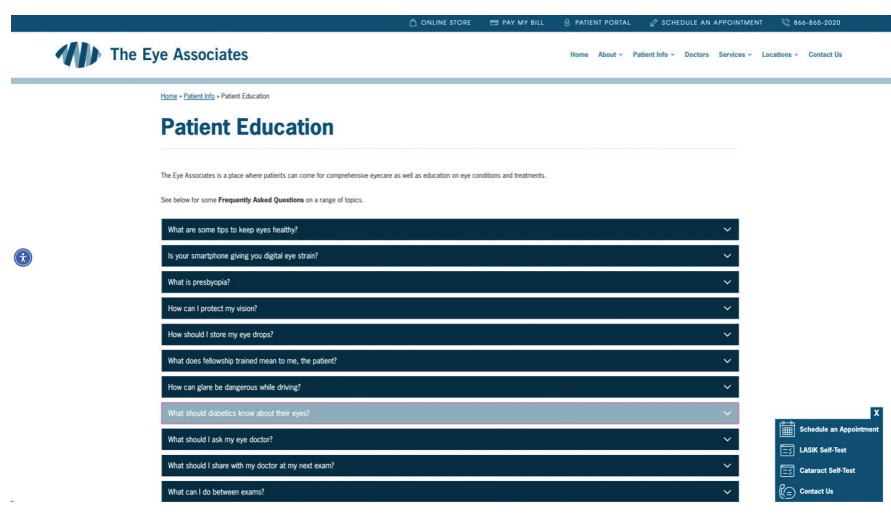 ONLINE STORE PAY MY BILL PATIENT PORTAL SCHEDULE AN APPOINTMENT 866-865-2020
The Eye Associates
Home About Patient Info Doctors Services Locations Contact Us
Home » Patient Info » Patient Education
Patient Education
The Eye Associates is a place where patients can come for comprehensive eyecare as well as education on eye conditions and treatments.
See below for some Frequently Asked Questions on a range of topics.
What are some tips to keep eyes healthy?
Is your smartphone giving you digital eye strain?
What is presbyopia?
How can I protect my vision?
How should I store my eye drops?
What does fellowship trained mean to me, the patient?
How can glare be dangerous while driving?
What should diabetics know about their eyes?
What should I ask my eye doctor?
What should I share with my doctor at my next exam?
What can I do between exams?
X
Schedule an Appointment
LASIK Self-Test
Cataract Self-Test
Contact Us